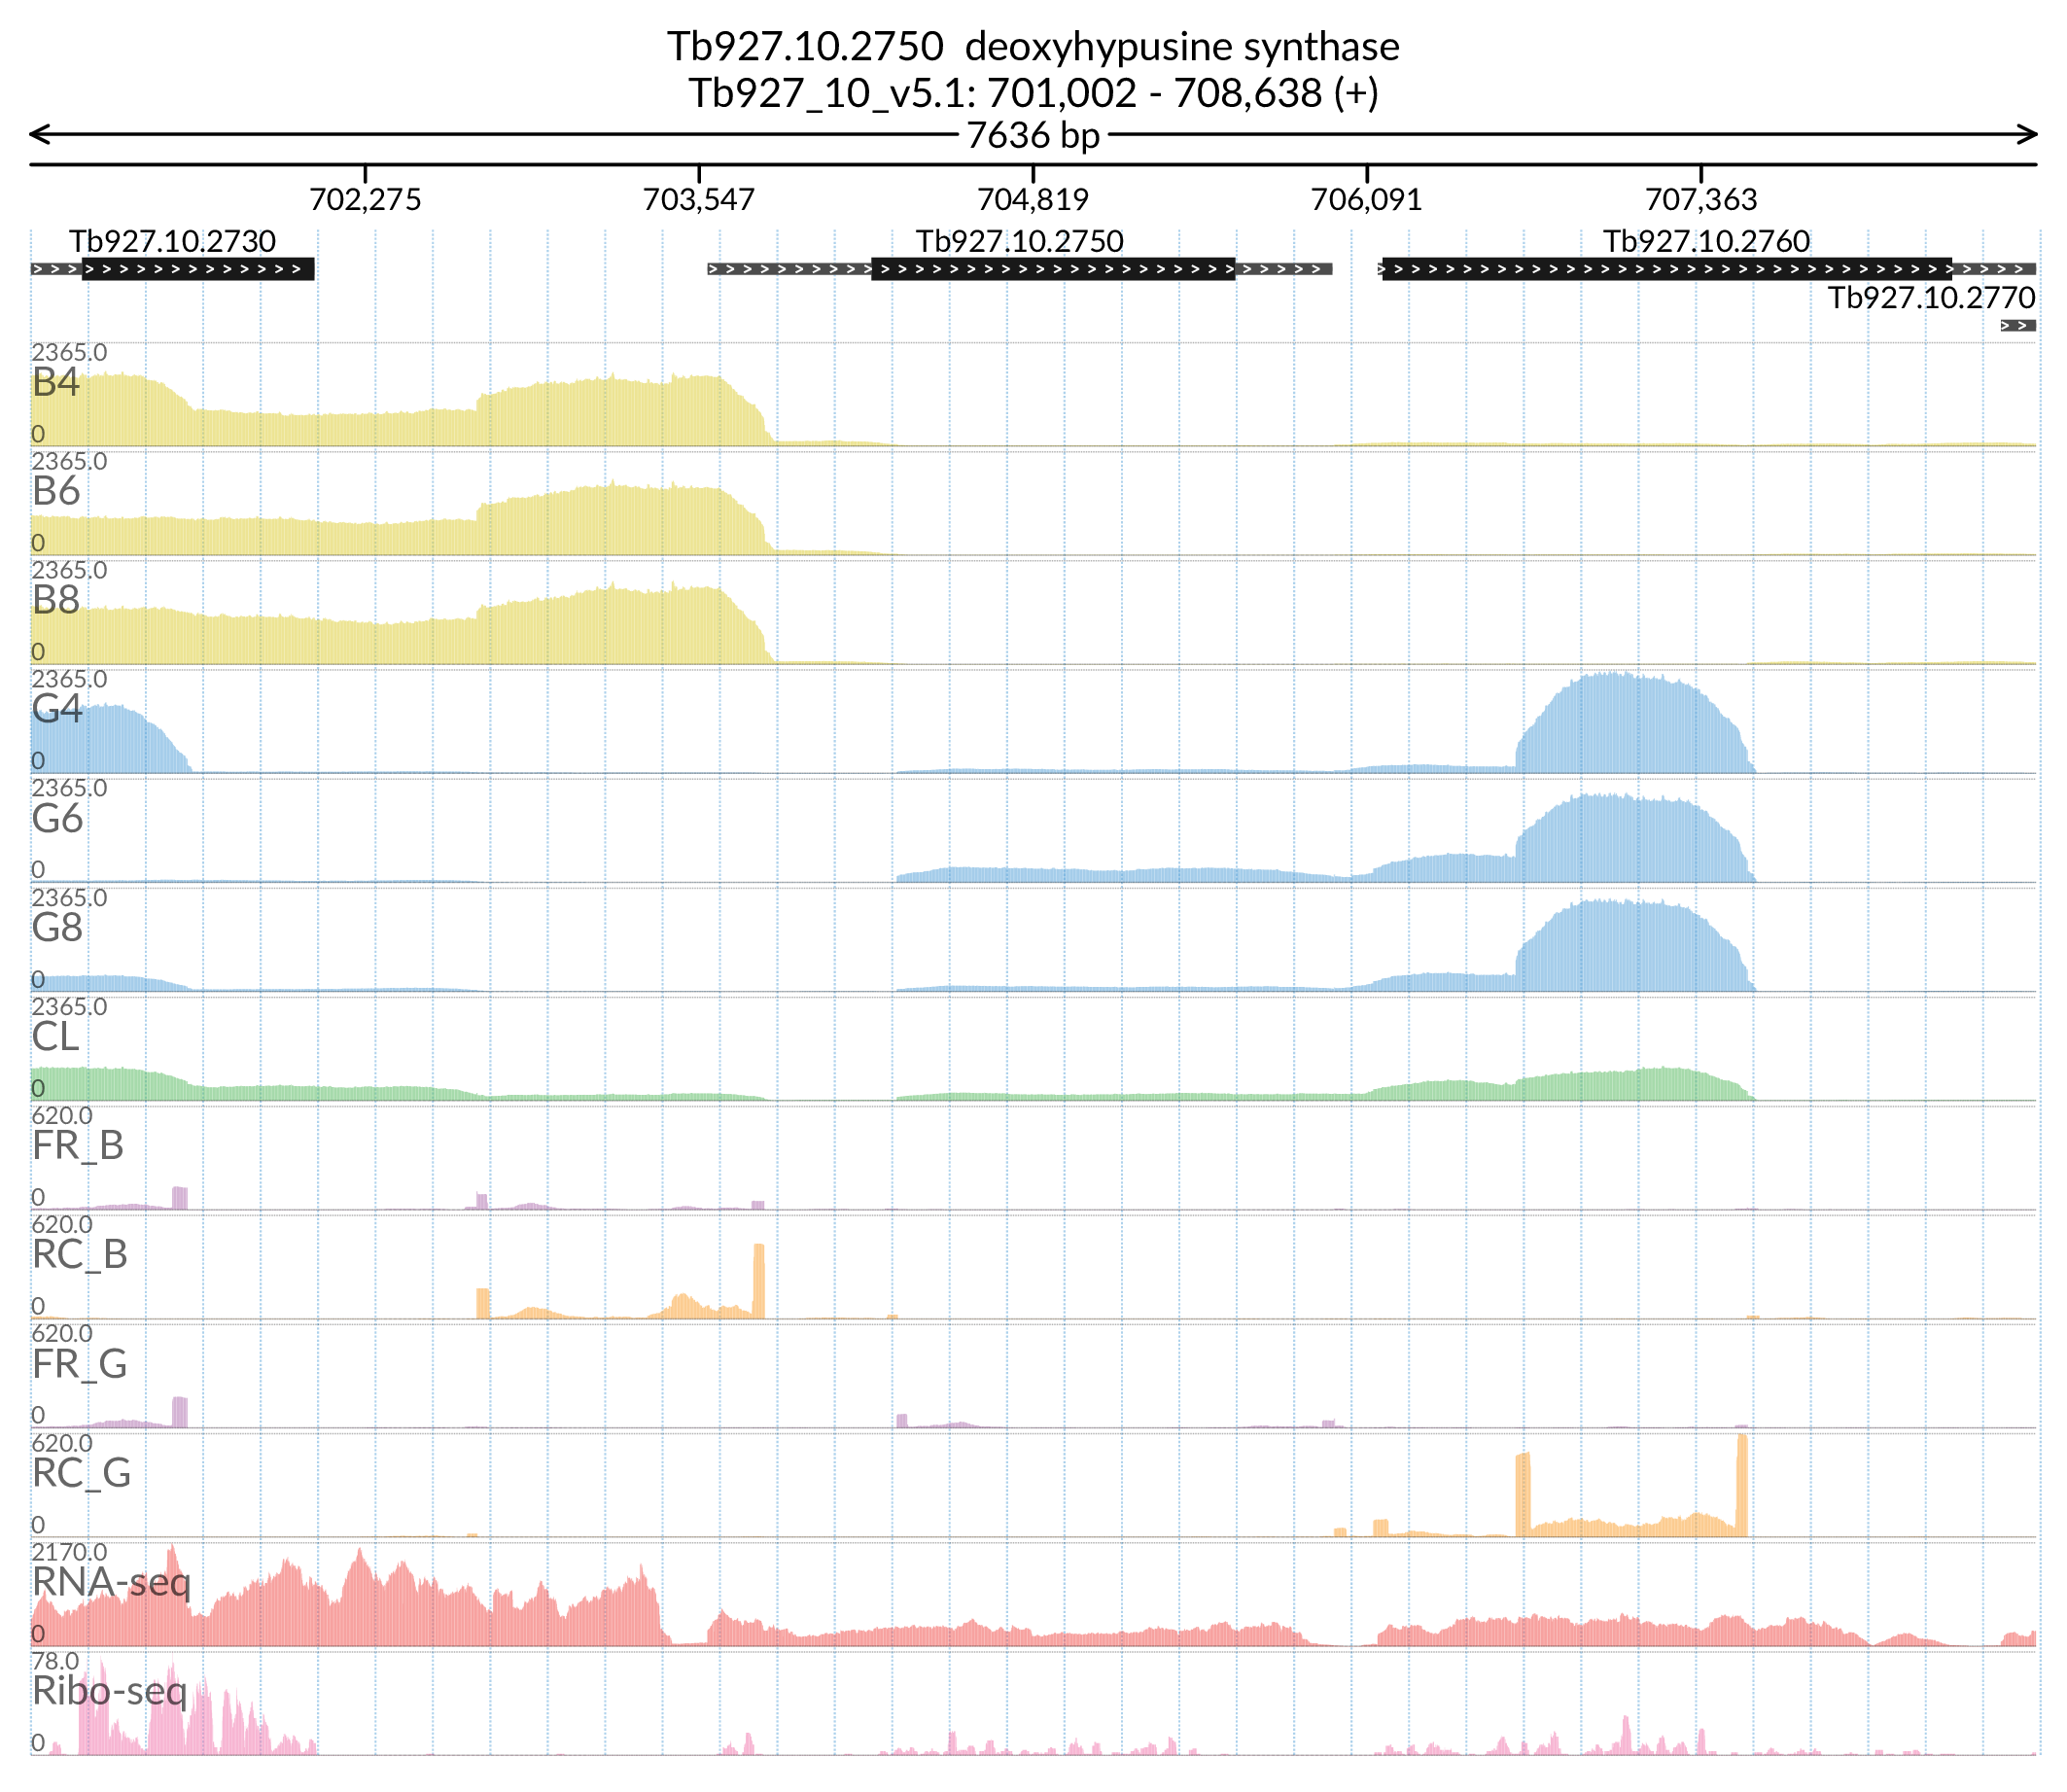 Tb927.10.2750 deoxyhypusine synthase
Tb927_10_v5.1: 701,002 - 708,638 (+)
7636 bp
702,275 703,547 704,819 706,091 707,363
Tb927.10.2730 Tb927.10.2750 Tb927.10.2760
Tb927.10.2770
2365.0
B4
0
2365.0
B6
0
2365.0
B8
0
2365.0
G4
0
2365.0
G6
0
2365.0
G8
0
2365.0
CL
0
620.0
FR_B
0
620.0
RC_B
0
620.0
FR_G
0
620.0
RC_G
0
2170.0
RNA-seq
0
78.0
Ribo-seq
0